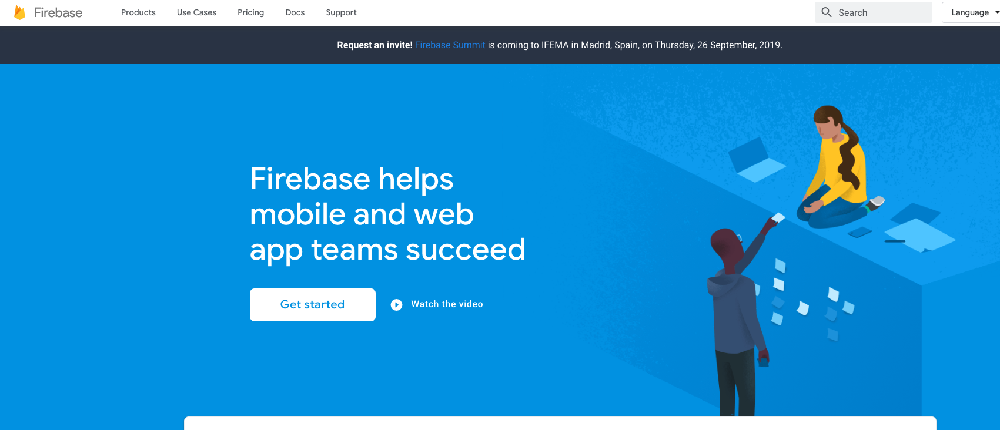 Firebase
Products Use Cases Pricing Docs Support
Search
Language
Request an invite! Firebase Summit is coming to IFEMA in Madrid, Spain, on Thursday, 26 September, 2019.
Firebase helps
mobile and web
app teams succeed
Get started
Watch the video